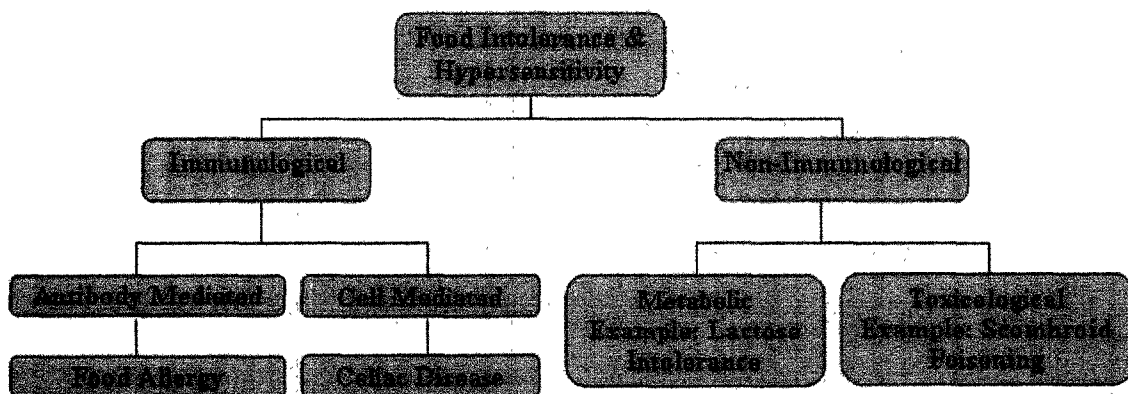 Food Intolorance &
Hypersensitivity
Immunological
Non-Immunological
Antibody Mediated
Cell Mediated
Metabolic
Example: Lactose
Intolerance
Toxicological
Example: Scombroid
Poisoning
Food Allergy
Celiac Disease